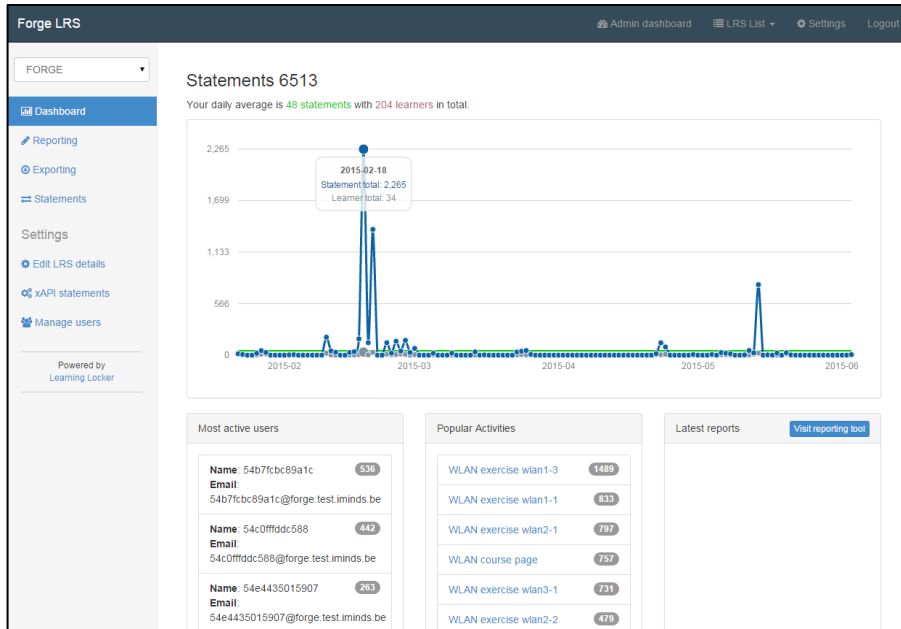 Forge LRS
Admin dashboard
LRS List
Settings
Logout
FORGE
Dashboard
Reporting
Exporting
Statements
Settings
Edit LRS details
xAPI statements
Manage users
Powered by
Learning Locker
Statements 6513
Your daily average is 48 statements with 204 learners in total.
2,265
1,699
1,133
566
0
2015-02-18
Statement total: 2,265
Learner total: 34
2015-02
2015-03
2015-04
2015-05
2015-06
Most active users
Name: 54b7fcbc89a1c
536
Email:
54b7fcbc89a1c@forge.test.iminds.be
Name: 54c0fffddc588
442
Email:
54c0fffddc588@forge.test.iminds.be
Name: 54e4435015907
263
Email:
54e4435015907@forge.test.iminds.be
Popular Activities
WLAN exercise wlan1-3
1489
WLAN exercise wlan1-1
833
WLAN exercise wlan2-1
797
WLAN course page
757
WLAN exercise wlan3-1
731
WLAN exercise wlan2-2
479
Latest reports
Visit reporting tool